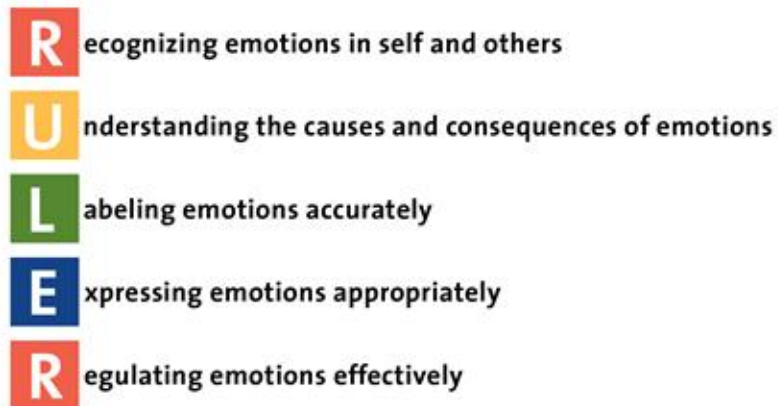 Recognizing emotions in self and others
Understanding the causes and consequences of emotions
Labeling emotions accurately
Expressing emotions appropriately
Regulating emotions effectively